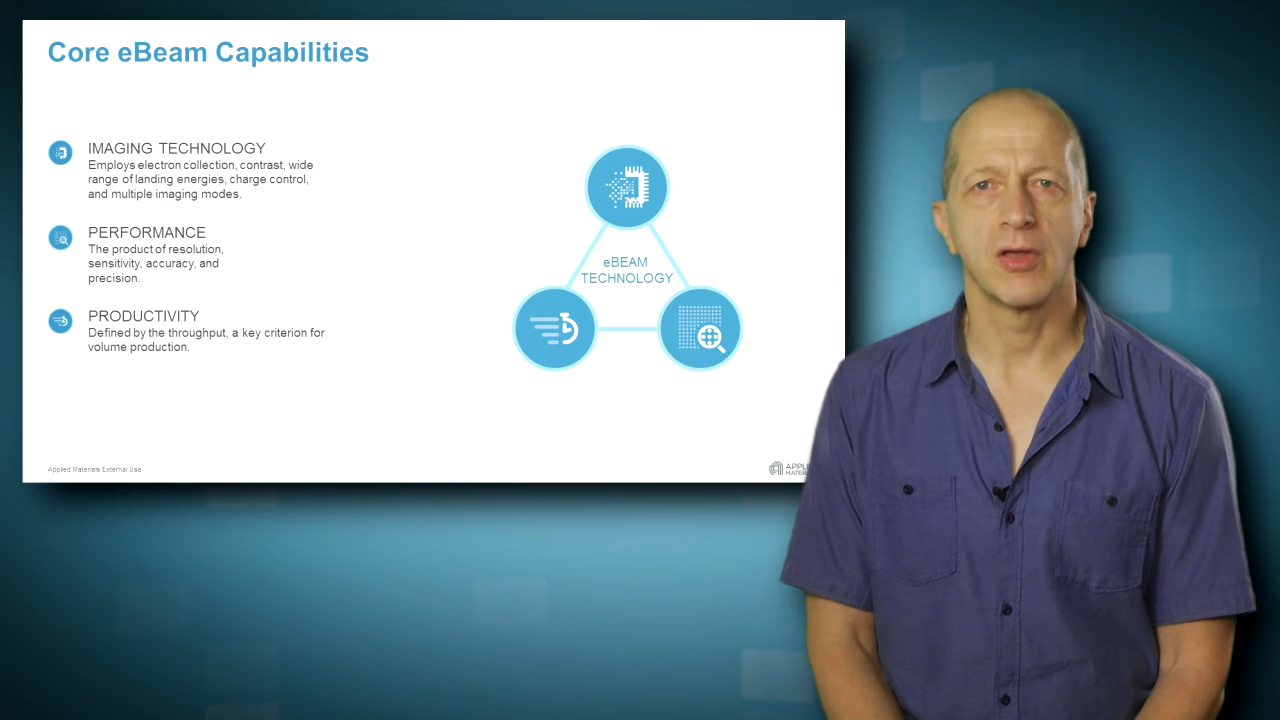 Core eBeam Capabilities
IMAGING TECHNOLOGY
Employs electron collection, contrast, wide
range of landing energies, charge control,
and multiple imaging modes.
PERFORMANCE
The product of resolution,
sensitivity, accuracy, and
precision.
PRODUCTIVITY
Defined by the throughput, a key criterion for
volume production.
eBEAM
TECHNOLOGY
Applied Materials External Use